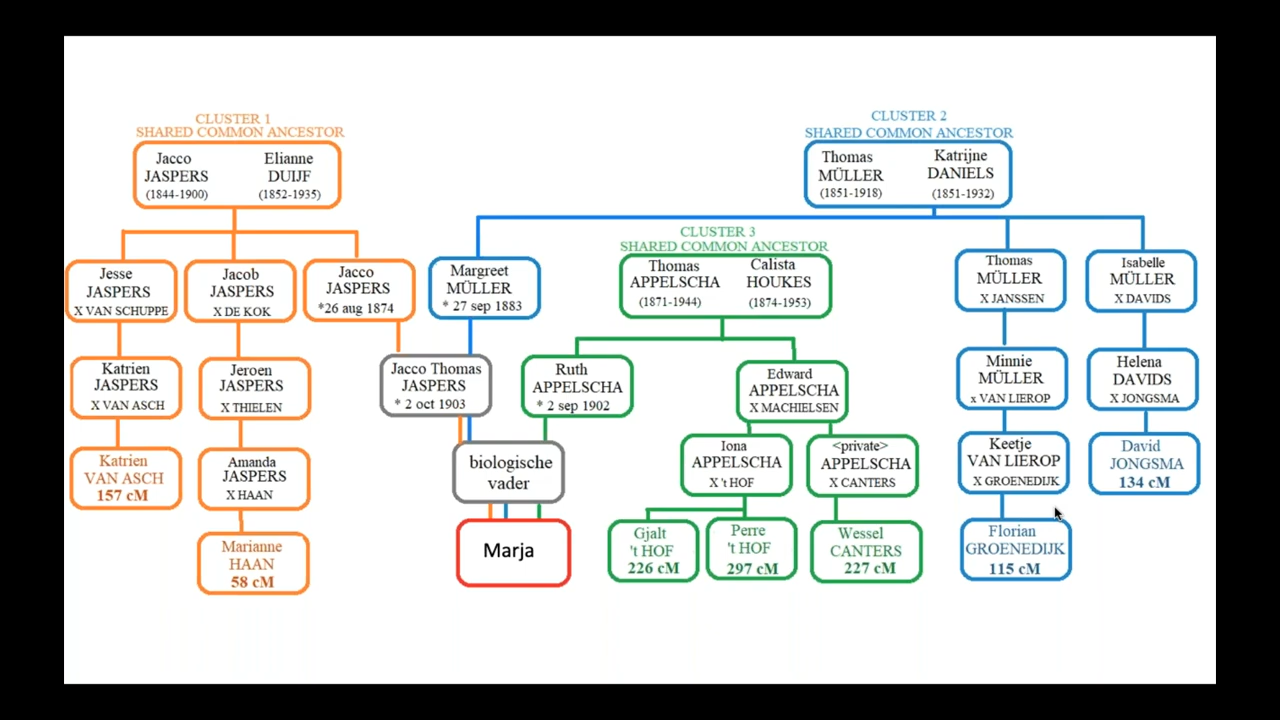 CLUSTER 1
SHARED COMMON ANCESTOR
Jacco
JASPERS
(1844-1900)
Elianne
DUIJF
(1852-1935)
CLUSTER 2
SHARED COMMON ANCESTOR
Thomas
MÜLLER
(1851-1918)
Katrijne
DANIELS
(1851-1932)
CLUSTER 3
SHARED COMMON ANCESTOR
Thomas
APPELSCHA
(1871-1944)
Calista
HOUKES
(1874-1953)
Jesse
JASPERS
X VAN SCHUPPE
Jacob
JASPERS
X DE KOK
Jacco
JASPERS
*26 aug 1874
Margreet
MÜLLER
* 27 sep 1883
Thomas
MÜLLER
X JANSSEN
Isabelle
MÜLLER
X DAVIDS
Katrien
JASPERS
X VAN ASCH
Jeroen
JASPERS
X THIELEN
Jacco Thomas
JASPERS
* 2 oct 1903
Ruth
APPELSCHA
* 2 sep 1902
Edward
APPELSCHA
X MACHIELSEN
Minnie
MÜLLER
x VAN LIEROP
Helena
DAVIDS
X JONGSMA
Katrien
VAN ASCH
157 cM
Amanda
JASPERS
X HAAN
biologische
vader
Iona
APPELSCHA
X 't HOF
<private>
APPELSCHA
X CANTERS
Keetje
VAN LIEROP
X GROENEDIJK
David
JONGSMA
134 cM
Marianne
HAAN
58 cM
Marja
Gjalt
't HOF
226 cM
Perre
't HOF
297 cM
Wessel
CANTERS
227 cM
Florian
GROENEDIJK
115 cM